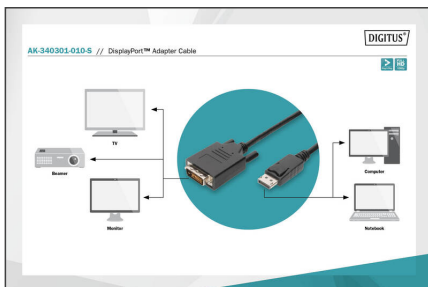 DIGITUS®
AK-340301-010-S // DisplayPort™ Adapter Cable
TV
Beamer
Monitor
Computer
Notebook